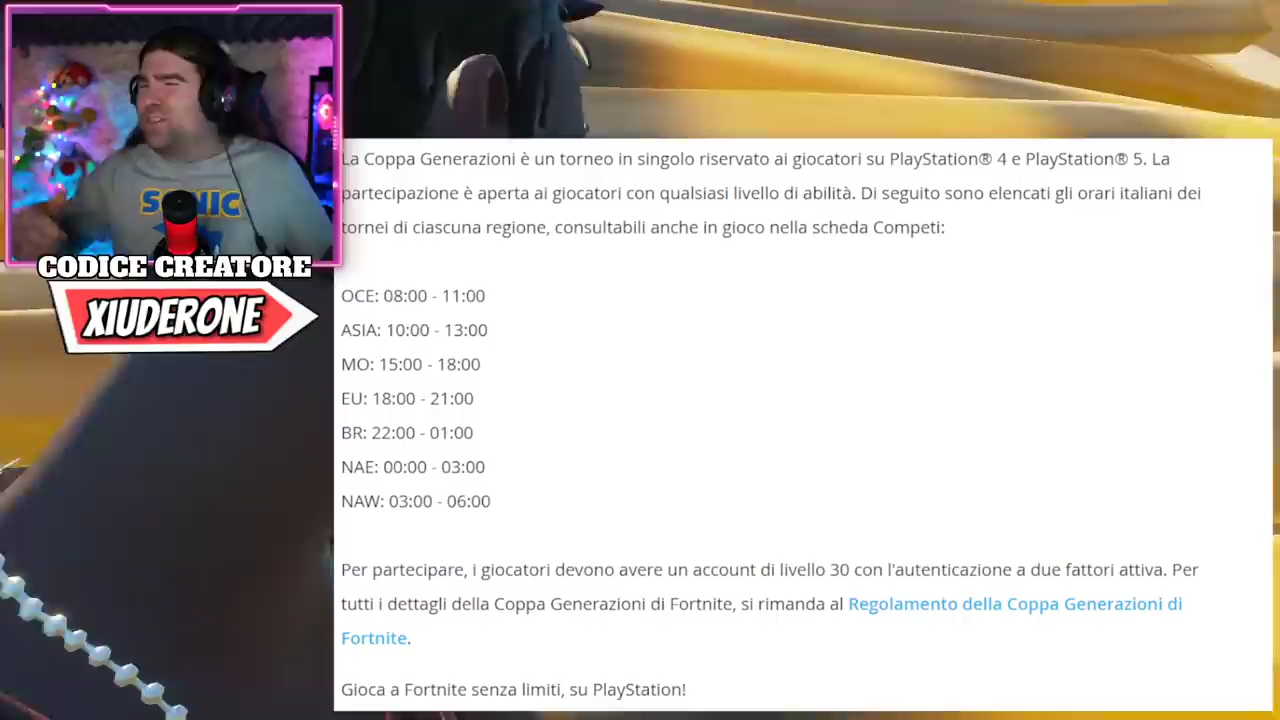 SONIC
CODICE CREATORE
XIUDERONE
La Coppa Generazioni è un torneo in singolo riservato ai giocatori su PlayStation® 4 e PlayStation® 5. La
partecipazione è aperta ai giocatori con qualsiasi livello di abilità. Di seguito sono elencati gli orari italiani dei
tornei di ciascuna regione, consultabili anche in gioco nella scheda Competi:
OCE: 08:00 - 11:00
ASIA: 10:00 - 13:00
MO: 15:00 - 18:00
EU: 18:00 - 21:00
BR: 22:00 - 01:00
NAE: 00:00 - 03:00
NAW: 03:00 - 06:00
Per partecipare, i giocatori devono avere un account di livello 30 con l'autenticazione a due fattori attiva. Per
tutti i dettagli della Coppa Generazioni di Fortnite, si rimanda al Regolamento della Coppa Generazioni di
Fortnite.
Gioca a Fortnite senza limiti, su PlayStation!